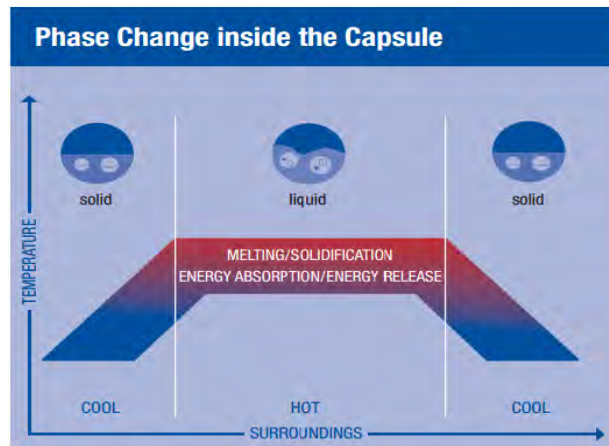 Phase Change inside the Capsule
solid
liquid
solid
TEMPERATURE
MELTING/SOLIDIFICATION
ENERGY ABSORPTION/ENERGY RELEASE
COOL
HOT
COOL
SURROUNDINGS